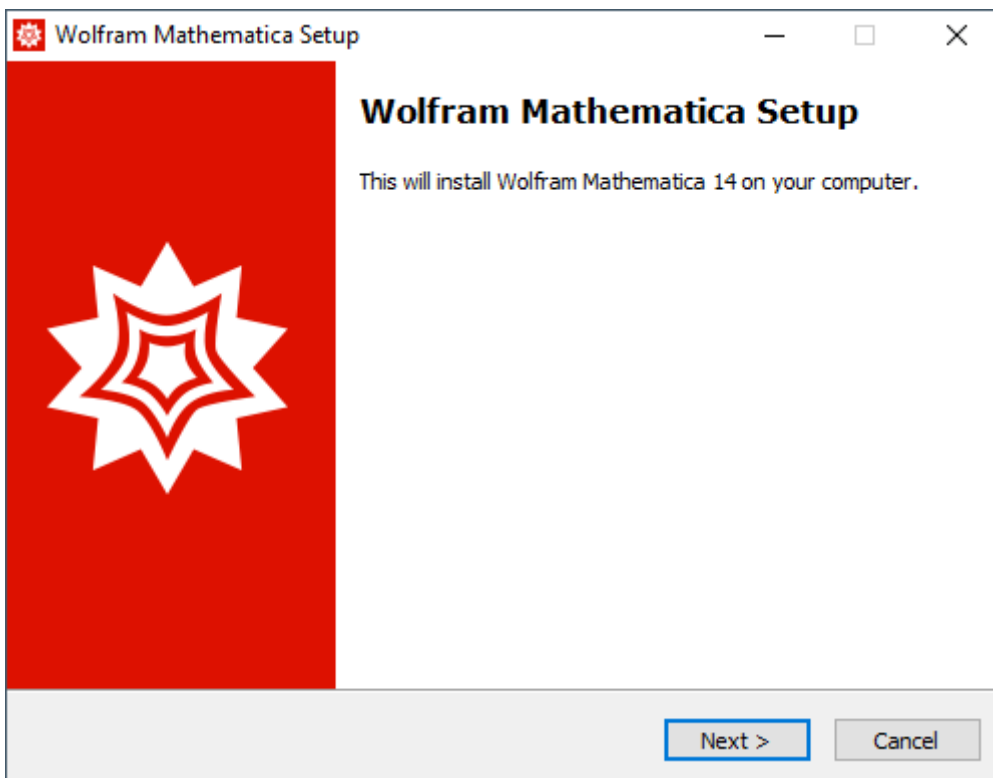 Wolfram Mathematica Setup
Wolfram Mathematica Setup
This will install Wolfram Mathematica 14 on your computer.
Next >
Cancel